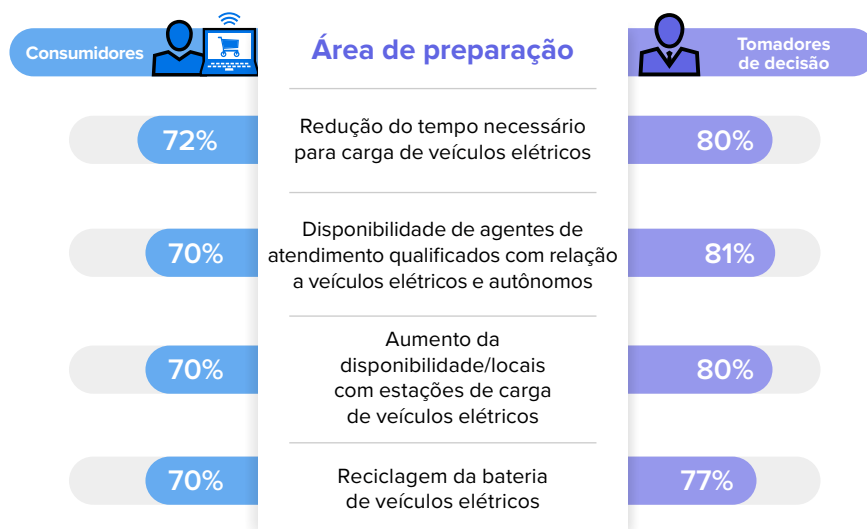 Consumidores
Área de preparação
Tomadores
de decisão
72%
Redução do tempo necessário
para carga de veículos elétricos
80%
70%
Disponibilidade de agentes de
atendimento qualificados com relação
a veículos elétricos e autônomos
81%
70%
Aumento da
disponibilidade/locais
com estações de carga
de veículos elétricos
80%
70%
Reciclagem da bateria
de veículos elétricos
77%